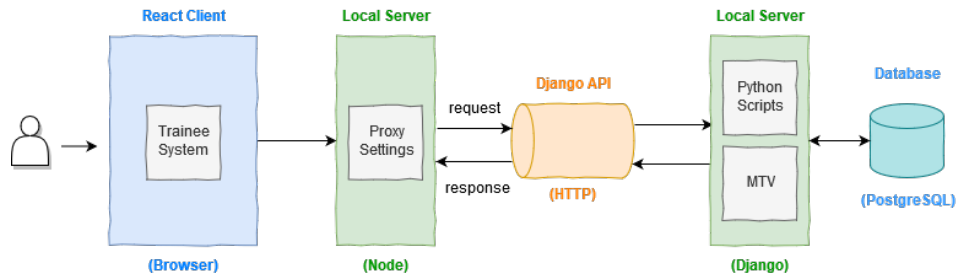 React Client
Trainee
System
(Browser)
Local Server
Proxy
Settings
(Node)
request
response
Django API
(HTTP)
Local Server
Python
Scripts
MTV
(Django)
Database
(PostgreSQL)